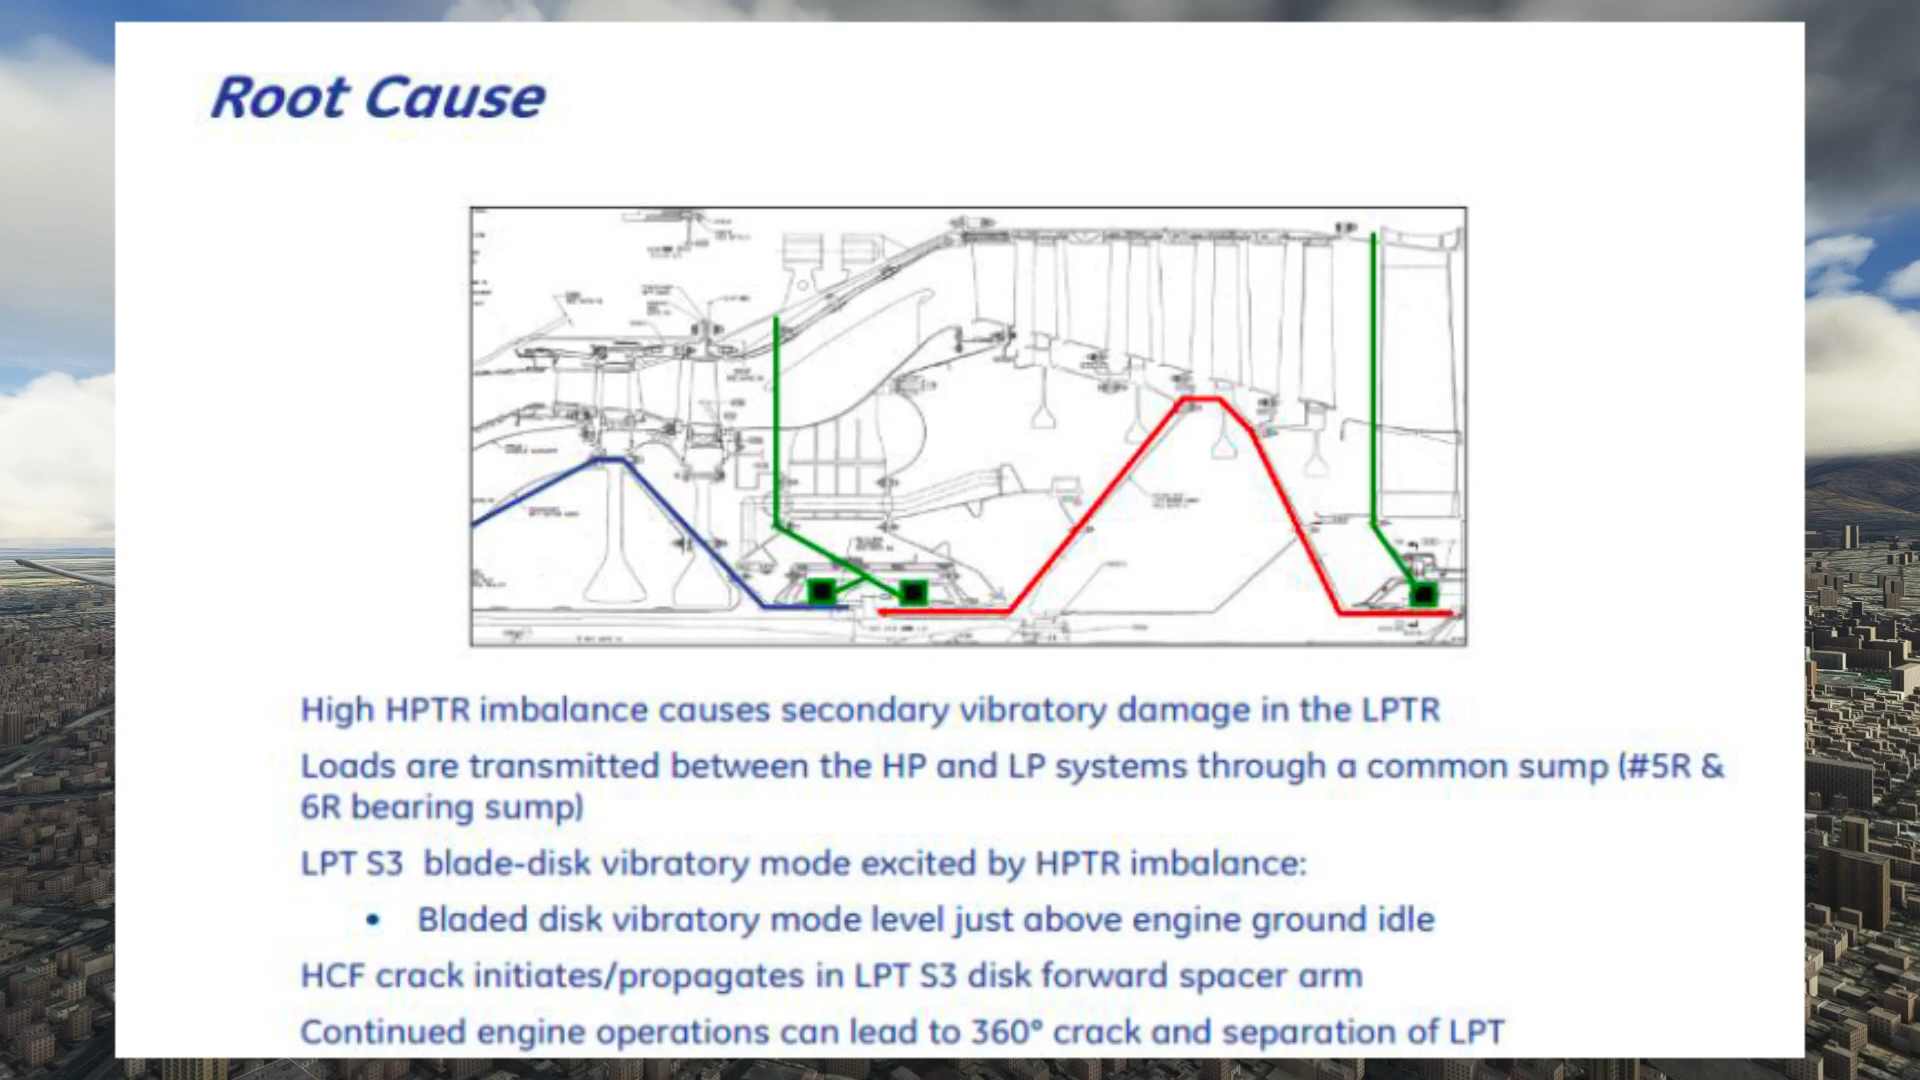 Root Cause
High HPTR imbalance causes secondary vibratory damage in the LPTR
Loads are transmitted between the HP and LP systems through a common sump (#5R &
6R bearing sump)
LPT S3 blade-disk vibratory mode excited by HPTR imbalance:
• Bladed disk vibratory mode level just above engine ground idle
HCF crack initiates/propagates in LPT S3 disk forward spacer arm
Continued engine operations can lead to 360° crack and separation of LPT